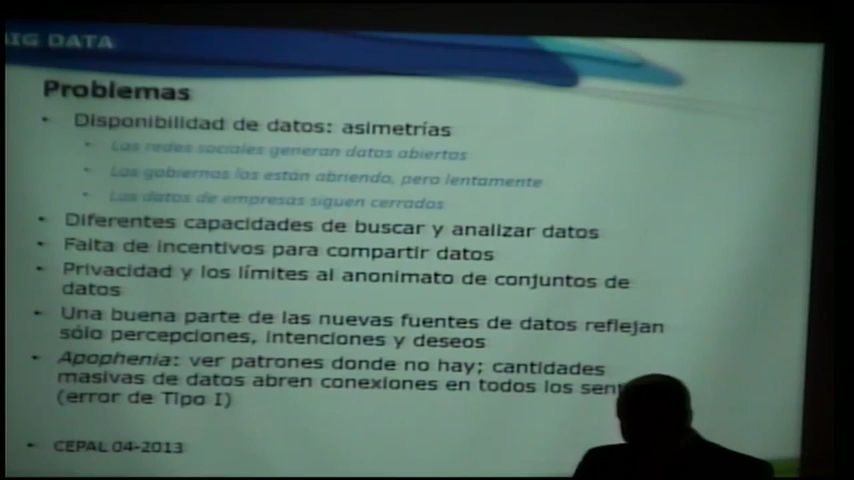 BIG DATA
Problemas
• Disponibilidad de datos: asimetrías
• Las redes sociales generan datos abiertos
• Los gobiernos los están abriendo, pero lentamente
• Los datos de empresas siguen cerrados
• Diferentes capacidades de buscar y analizar datos
• Falta de incentivos para compartir datos
• Privacidad y los límites al anonimato de conjuntos de
datos
• Una buena parte de las nuevas fuentes de datos reflejan
sólo percepciones, intenciones y deseos
• Apophenia: ver patrones donde no hay; cantidades
masivas de datos abren conexiones en todos los
(error de Tipo I)
• CEPAL 04-2013